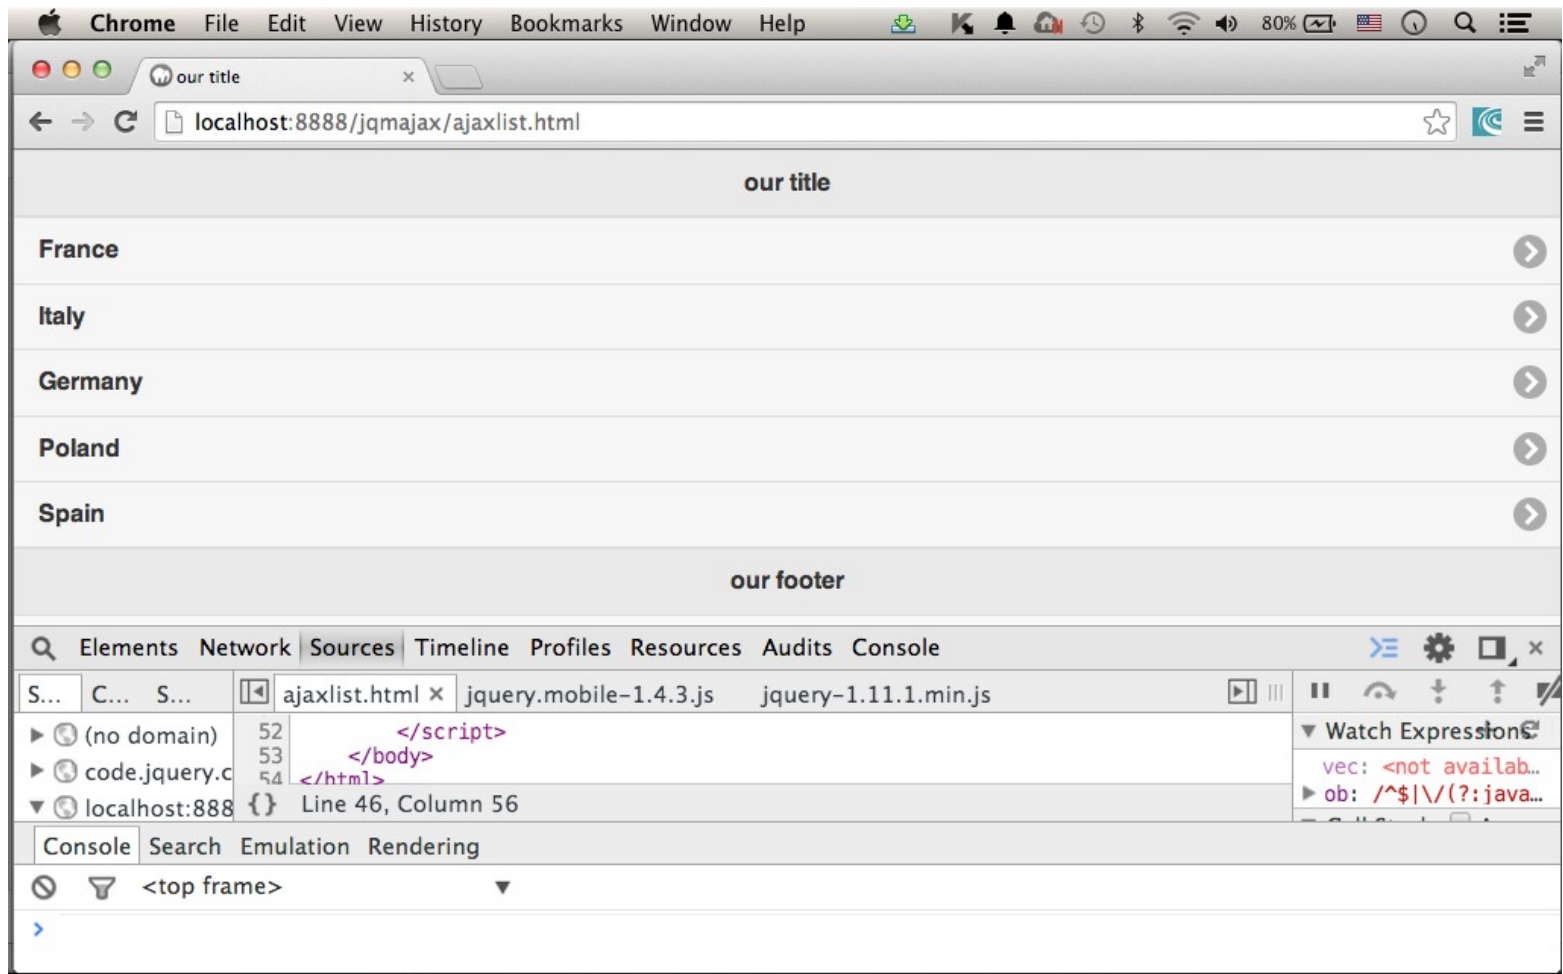 Chrome File Edit View History Bookmarks Window Help 80%
our title
localhost:8888/jqmajax/ajaxlist.html
our title
France
Italy
Germany
Poland
Spain
our footer
Elements Network Sources Timeline Profiles Resources Audits Console
S... C... S... ajaxlist.html × jquery.mobile-1.4.3.js jquery-1.11.1.min.js
(no domain) 52 </script> Watch Expressions
53 </body>
code.jquery.c 54 </html> vec: <not availab...
localhost:888 {} Line 46, Column 56 ob: /^$|\/(?:java...
Console Search Emulation Rendering
<top frame>